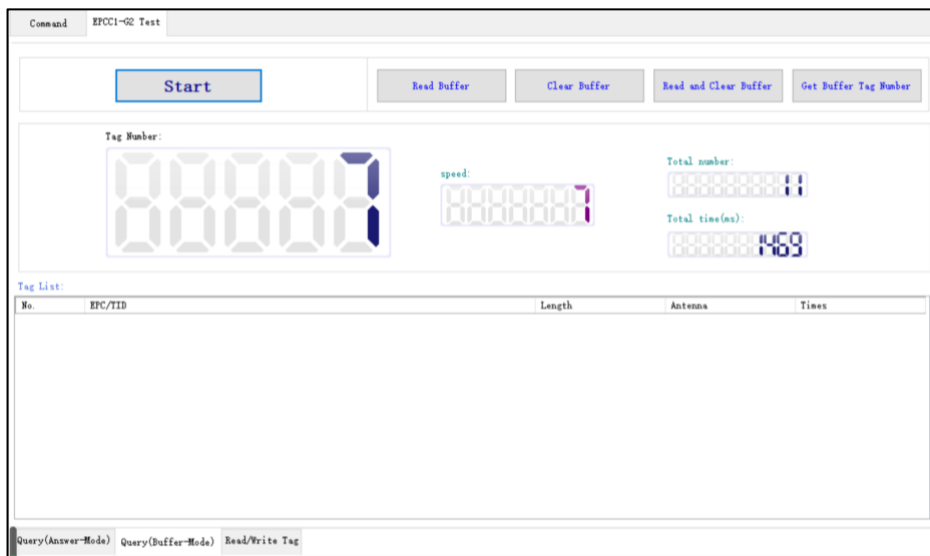 Command EPCC1-G2 Test
Start Read Buffer Clear Buffer Read and Clear Buffer Get Buffer Tag Number
Tag Number:
7
speed:
7
Total number:
11
Total time(ms):
1469
Tag List:
No. EPC/TID Length Antenna Times
Query(Answer-Mode) Query(Buffer-Mode) Read/Write Tag